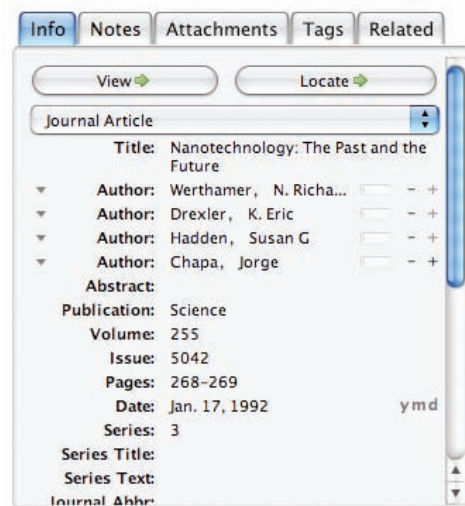 Info Notes Attachments Tags Related
View Locate
Journal Article
Title: Nanotechnology: The Past and the
Future
Author: Werthamer, N. Richa... - +
Author: Drexler, K. Eric - +
Author: Hadden, Susan G - +
Author: Chapa, Jorge - +
Abstract:
Publication: Science
Volume: 255
Issue: 5042
Pages: 268-269
Date: Jan. 17, 1992 y m d
Series: 3
Series Title:
Series Text:
Journal Abbr: